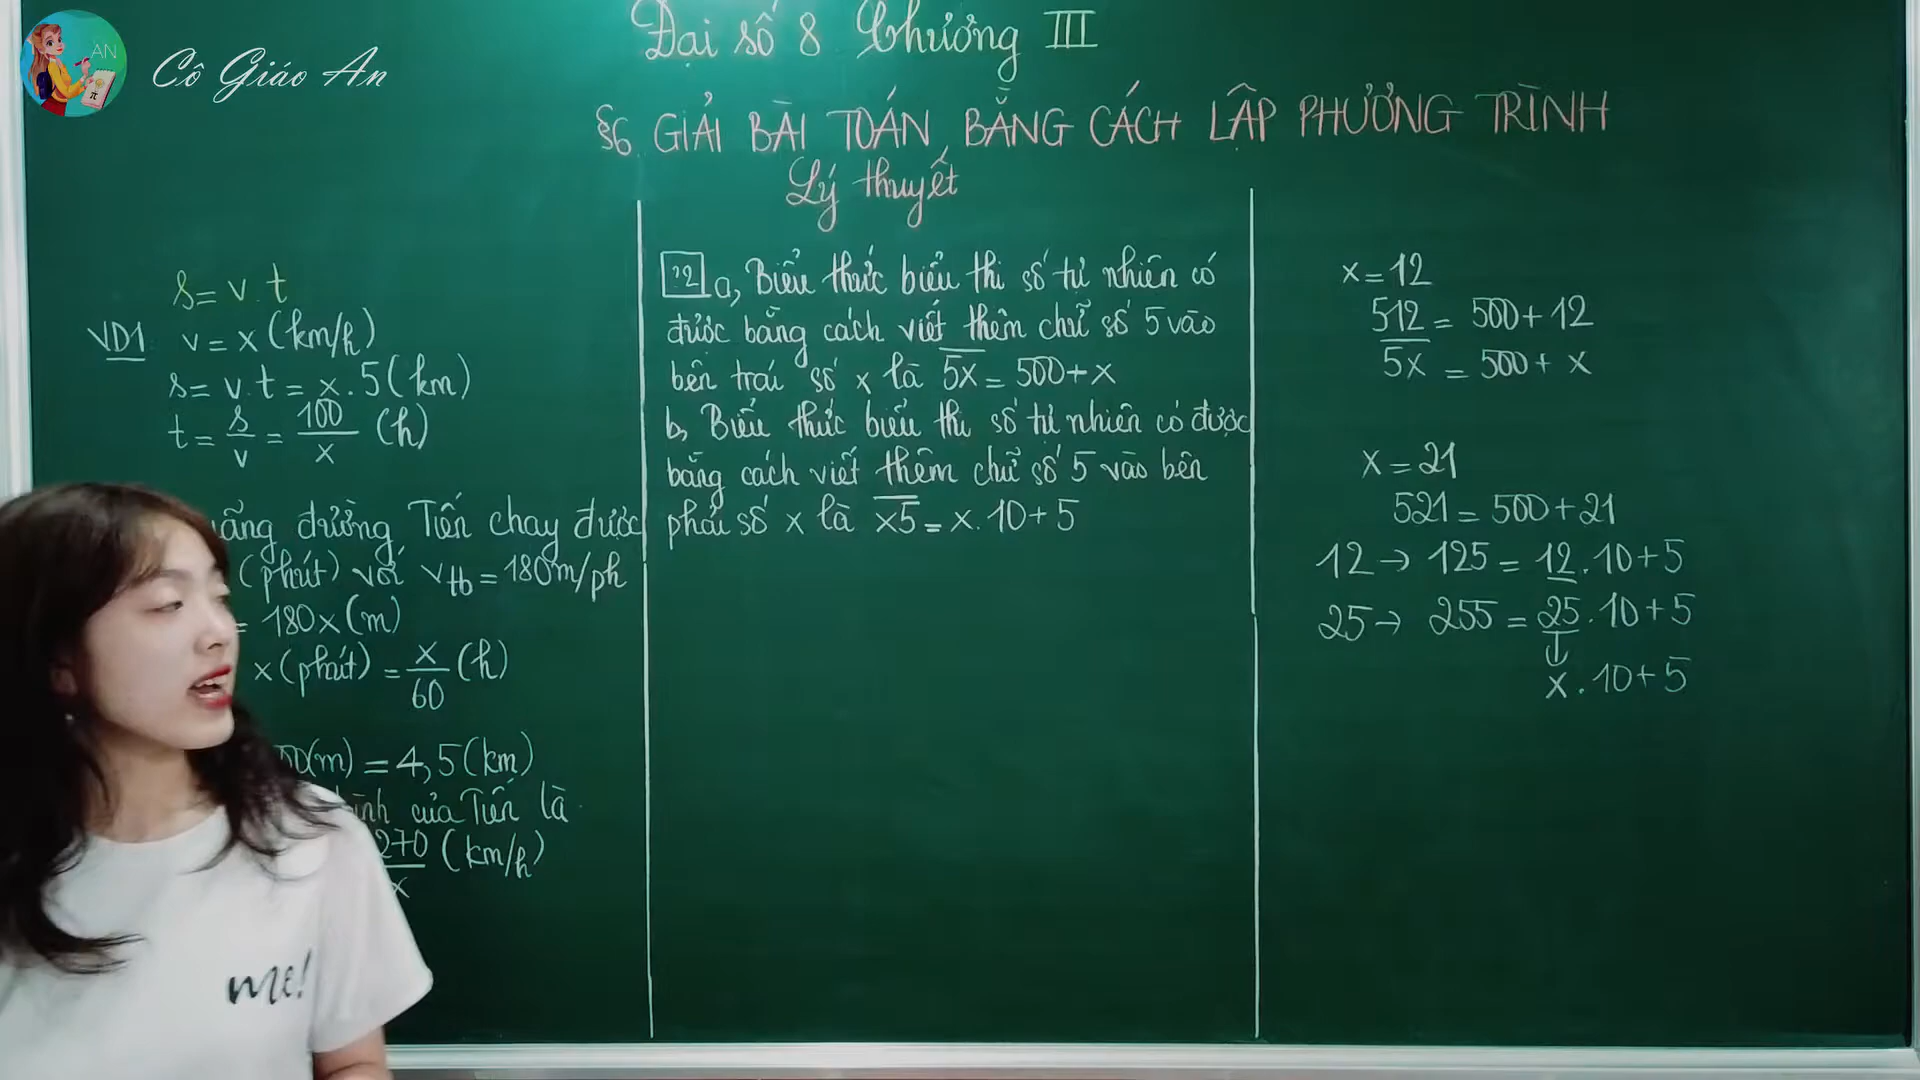 AN
Cô Giáo An
Đại số 8 Chương III
§6 GIẢI BÀI TOÁN BẰNG CÁCH LẬP PHƯƠNG TRÌNH
Lý thuyết
s = v.t
VD1 v = x (km/h)
s = v.t = x.5 (km)
t = s/v = 100/x (h)
đường Tiến chạy được
(phút) với vtb = 180m/ph
= 180x (m)
x (phút) = x/60 (h)
(m) = 4,5 (km)
của Tiến là
270/x (km/h)
?2 a, Biểu thức biểu thị số tự nhiên có
được bằng cách viết thêm chữ số 5 vào
bên trái số x là 5x̅ = 500 + x
b, Biểu thức biểu thị số tự nhiên có được
bằng cách viết thêm chữ số 5 vào bên
phải số x là x̅5̅ = x.10+5
x = 12
512 = 500 + 12
5x = 500 + x
x = 21
521 = 500 + 21
12 → 125 = 12.10+5
25 → 255 = 25.10+5
↓
x.10+5
me!